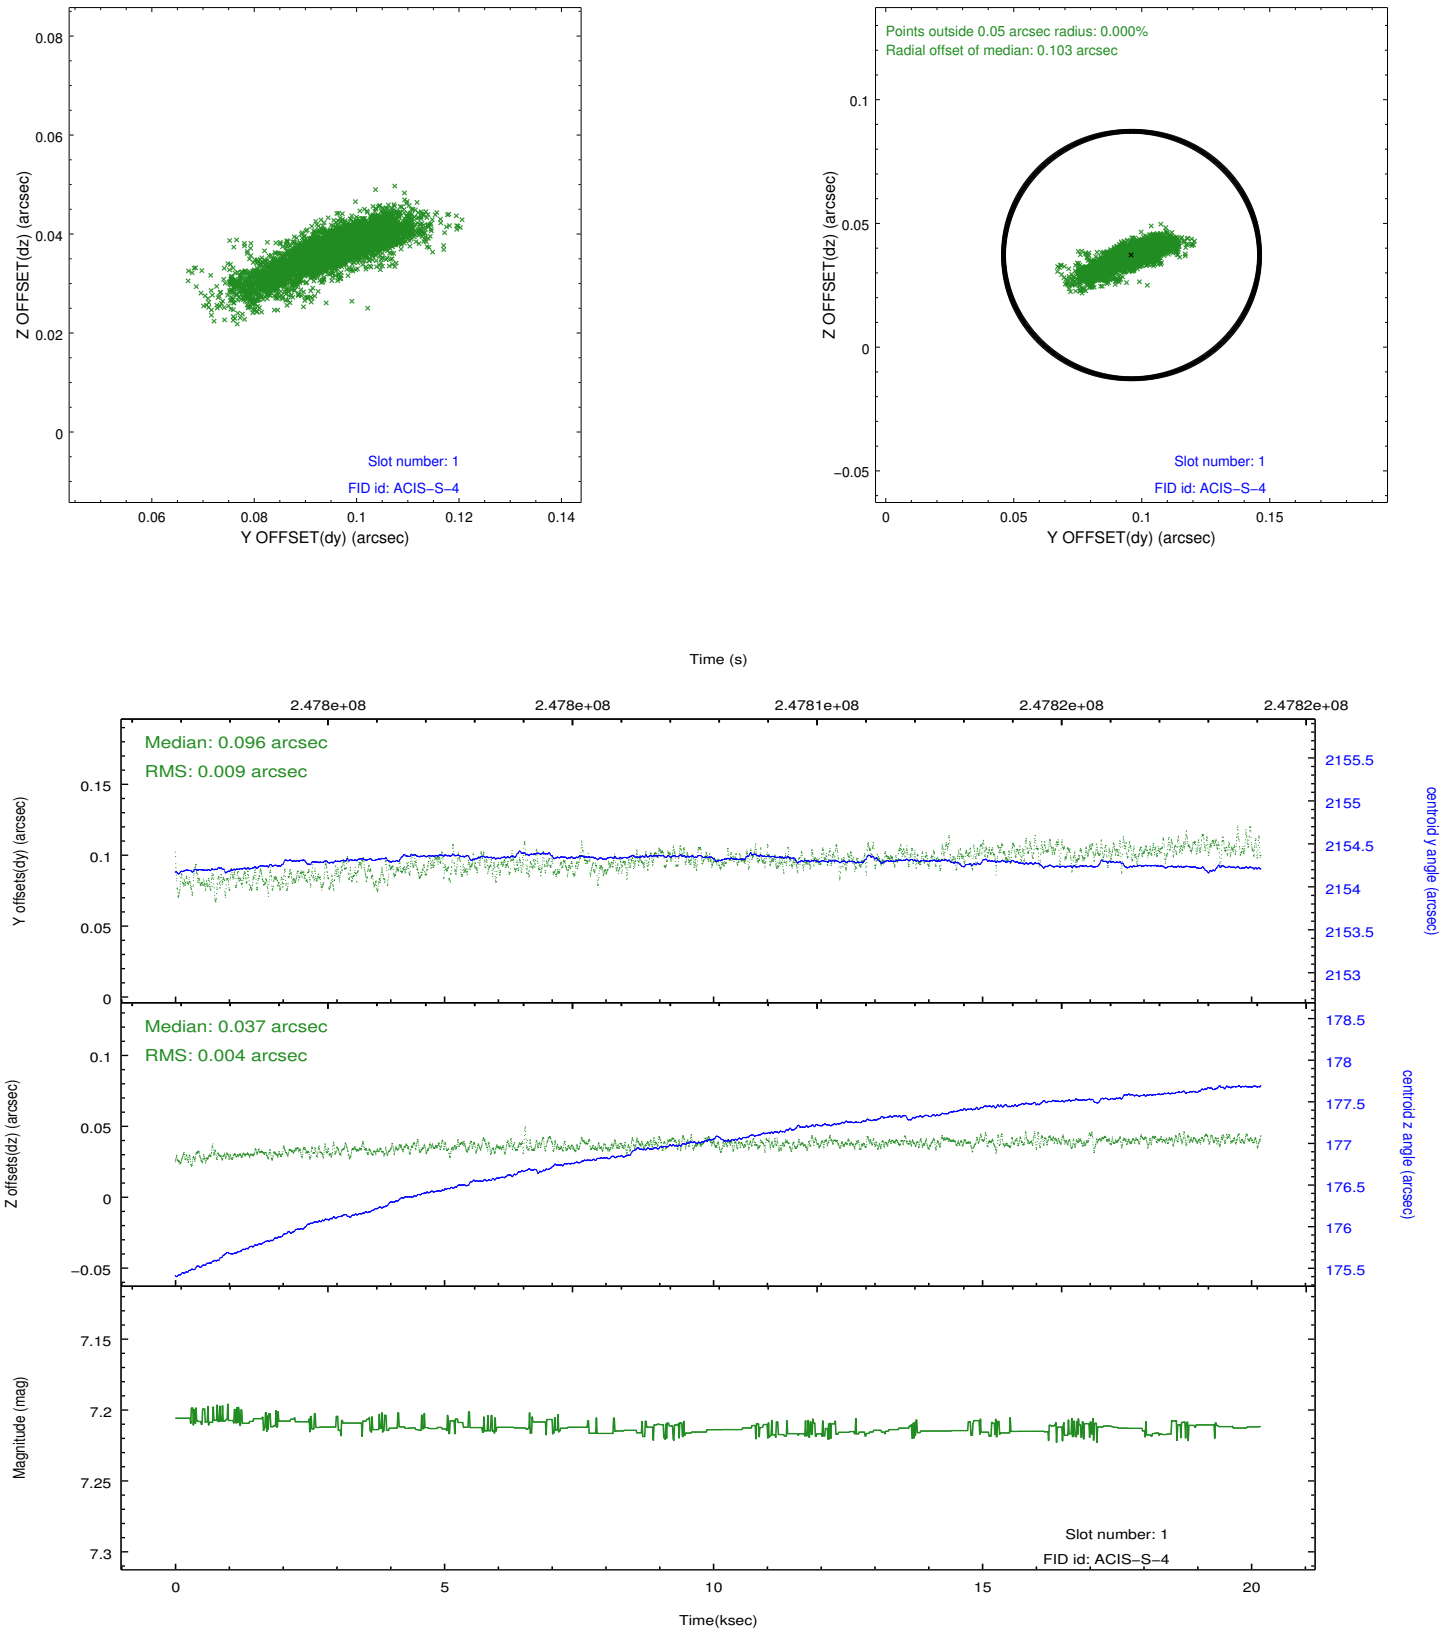 0.08
0.06
0.04
0.02
0
Z OFFSET(dz) (arcsec)
Slot number: 1
FID id: ACIS−S−4
0.06 0.08 0.1 0.12 0.14
Y OFFSET(dy) (arcsec)
Points outside 0.05 arcsec radius: 0.000%
Radial offset of median: 0.103 arcsec
0.1
0.05
0
−0.05
Z OFFSET(dz) (arcsec)
Slot number: 1
FID id: ACIS−S−4
0 0.05 0.1 0.15
Y OFFSET(dy) (arcsec)
Time (s)
2.478e+08 2.478e+08 2.4781e+08 2.4782e+08 2.4782e+08
Median: 0.096 arcsec
RMS: 0.009 arcsec
0.15
0.1
0.05
0
Y offsets(dy) (arcsec)
2155.5
2155
2154.5
2154
2153.5
2153
centroid y angle (arcsec)
Median: 0.037 arcsec
RMS: 0.004 arcsec
0.1
0.05
0
−0.05
Z offsets(dz) (arcsec)
178.5
178
177.5
177
176.5
176
175.5
centroid z angle (arcsec)
7.15
7.2
7.25
7.3
Magnitude (mag)
Slot number: 1
FID id: ACIS−S−4
0 5 10 15 20
Time(ksec)